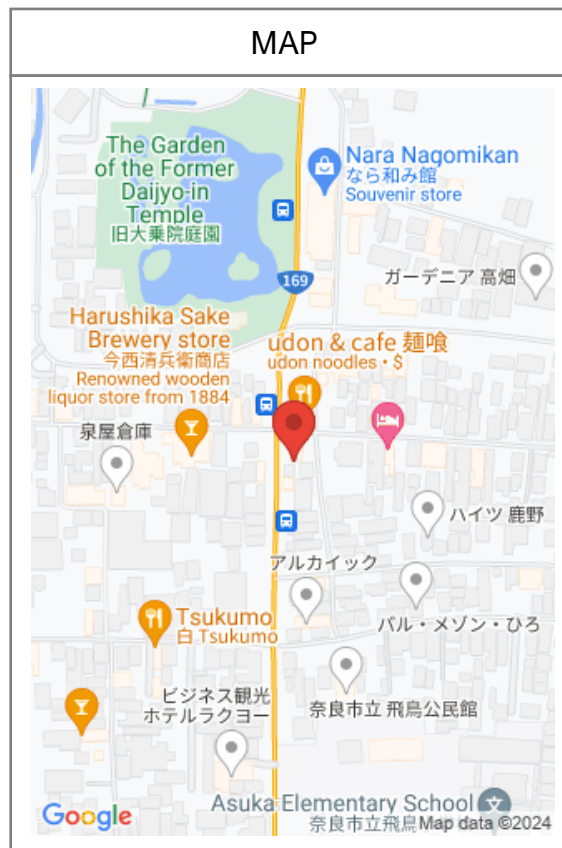 MAP
The Garden
of the Former
Daijyo-in
Temple
旧大乗院庭園
Nara Nagomikan
なら和み館
Souvenir store
169
ガーデニア 高畑
Harushika Sake
Brewery store
今西清兵衛商店
Renowned wooden
liquor store from 1884
udon & cafe 麺喰
udon noodles・$
泉屋倉庫
ハイツ 鹿野
アルカイック
Tsukumo
白 Tsukumo
パル・メゾン・ひろ
ビジネス観光
ホテルラクヨー
奈良市立 飛鳥公民館
Asuka Elementary School
奈良市立飛鳥
Google
Map data ©2024